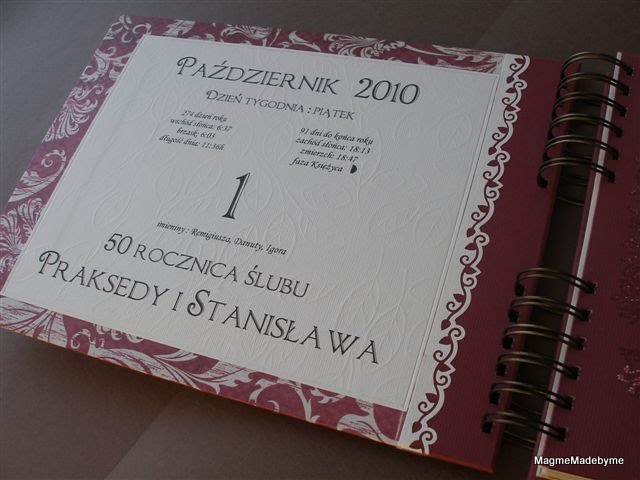 Październik 2010
Dzień tygodnia : piątek
274 dzień roku
wschód słońca: 6:37
brzask: 6:03
długość dnia: 11:36h
91 dni do końca roku
zachód słońca: 18:13
zmierzch: 18:47
faza Księżyca
1
imieniny : Remigiusza, Danuty, Igora
50 rocznica ślubu
Praksedy i Stanisława
MagmeMadebyme